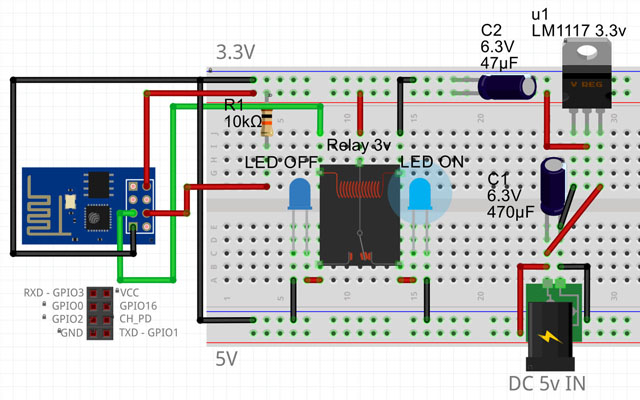 u1
LM1117 3.3v
C2
6.3V
47µF
3.3V
V REG
R1
10kΩ
Relay 3v
LED OFF
LED ON
C1
6.3V
470µF
RXD - GPIO3
VCC
GPIO0
GPIO16
GPIO2
CH_PD
GND
TXD - GPIO1
5V
DC 5v IN